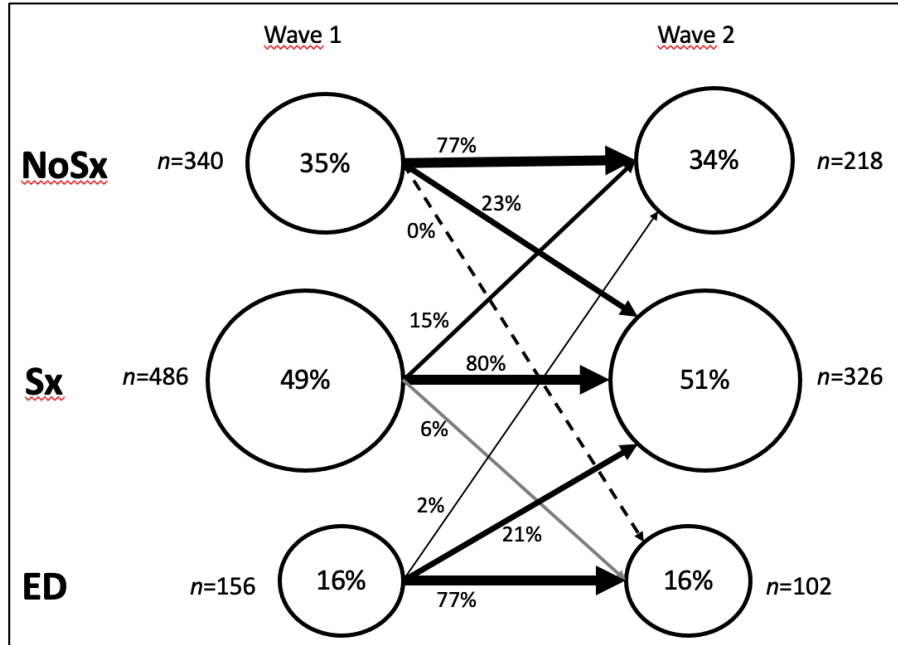 Wave 1 Wave 2
NoSx n=340 35% 77% 34% n=218
23%
0%
15%
Sx n=486 49% 80% 51% n=326
6%
2%
21%
ED n=156 16% 77% 16% n=102